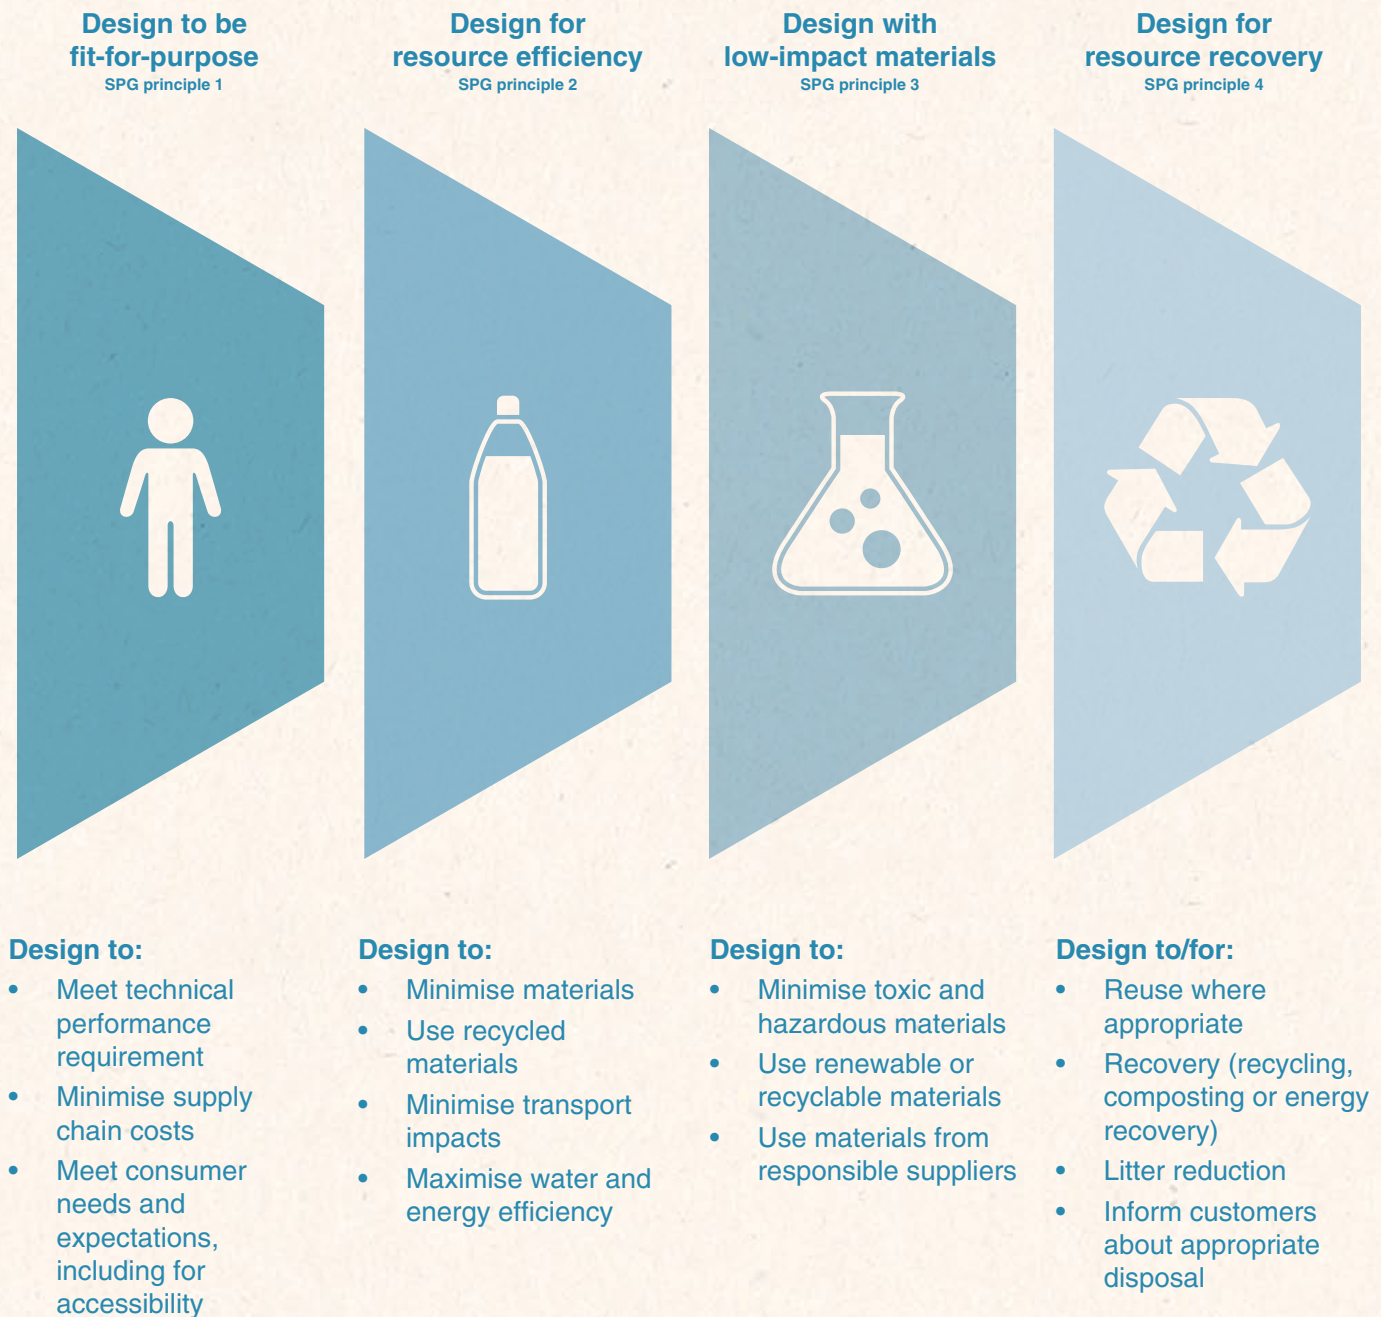 Design to be
fit-for-purpose
SPG principle 1
Design for
resource efficiency
SPG principle 2
Design with
low-impact materials
SPG principle 3
Design for
resource recovery
SPG principle 4
Design to:
• Meet technical
performance
requirement
• Minimise supply
chain costs
• Meet consumer
needs and
expectations,
including for
accessibility
Design to:
• Minimise materials
• Use recycled
materials
• Minimise transport
impacts
• Maximise water and
energy efficiency
Design to:
• Minimise toxic and
hazardous materials
• Use renewable or
recyclable materials
• Use materials from
responsible suppliers
Design to/for:
• Reuse where
appropriate
• Recovery (recycling,
composting or energy
recovery)
• Litter reduction
• Inform customers
about appropriate
disposal